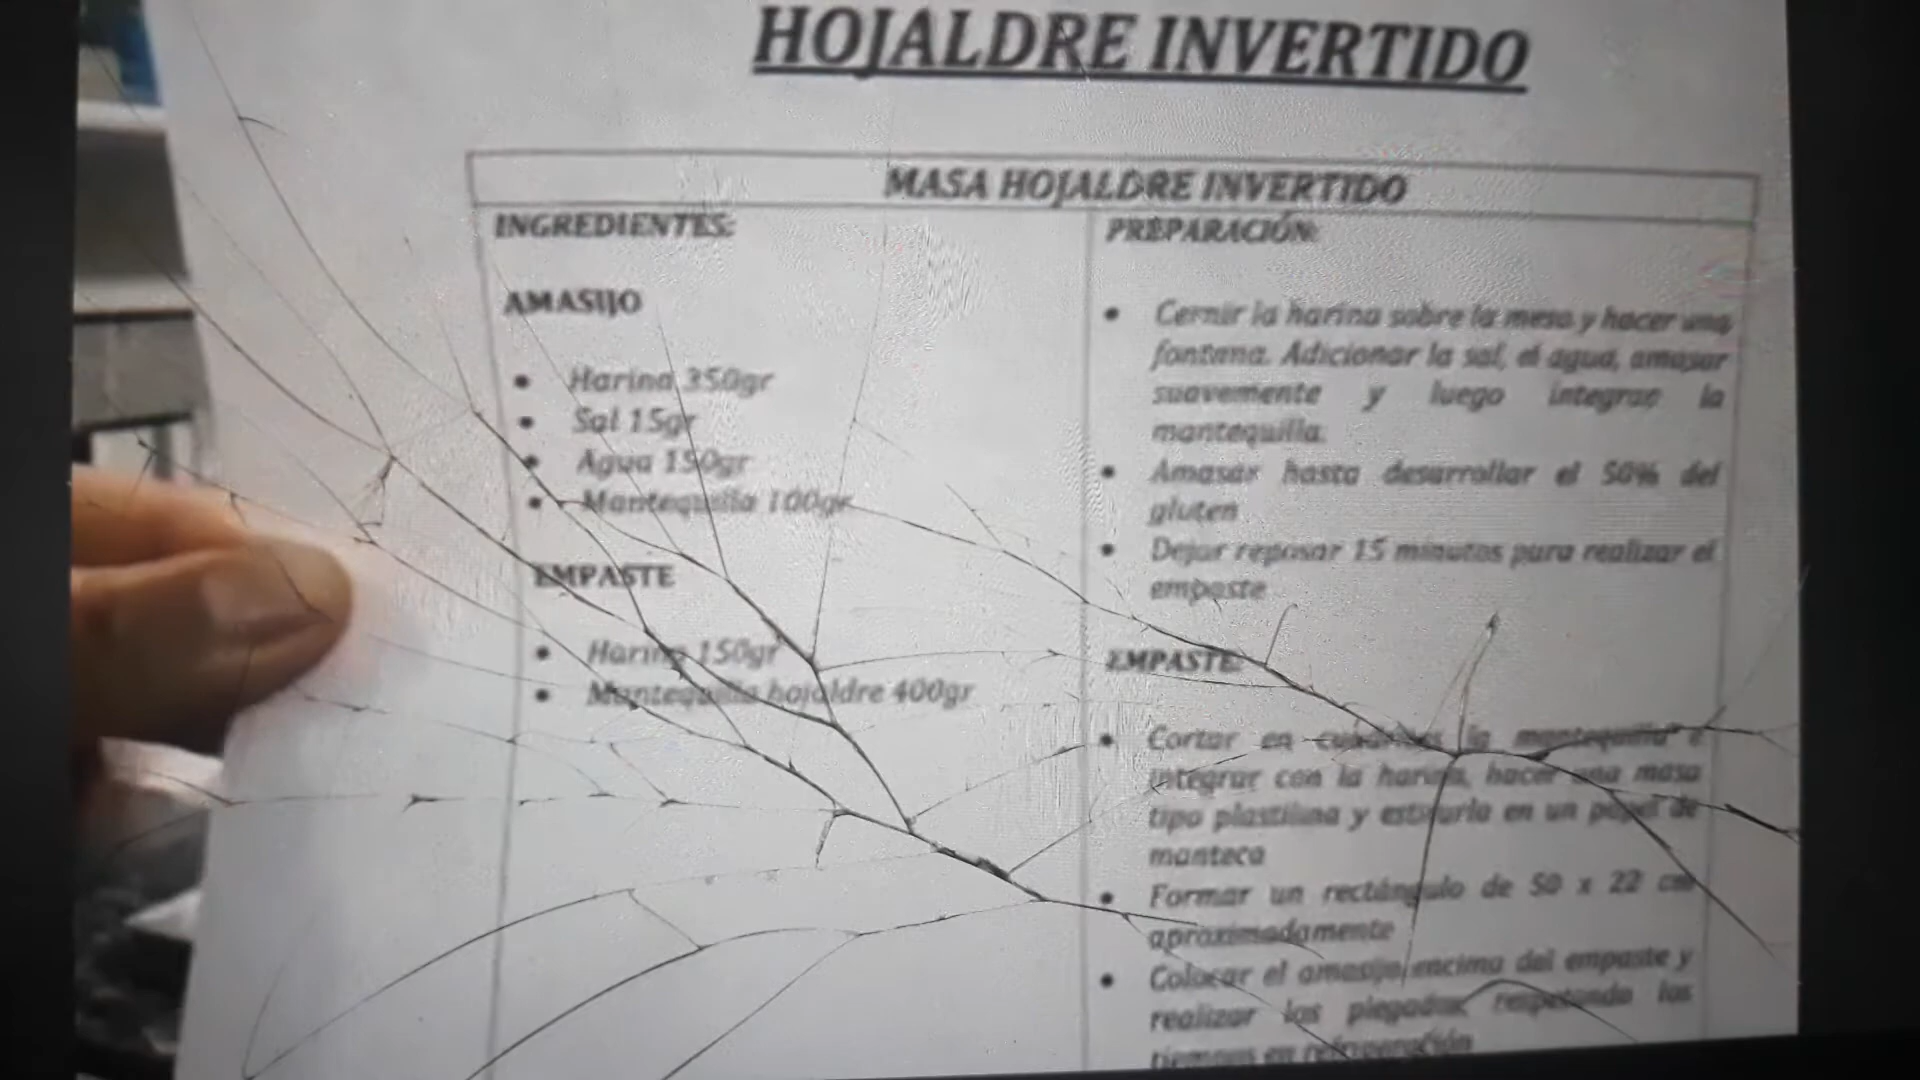 HOJALDRE INVERTIDO
MASA HOJALDRE INVERTIDO
INGREDIENTES:
AMASIJO
• Harina 350gr
• Sal 15gr
• Agua 150gr
• Mantequilla 100gr
EMPASTE
• Harina 150gr
• Mantequilla hojaldre 400gr
PREPARACIÓN:
• Cernir la harina sobre la mesa y hacer una
fontana. Adicionar la sal, el agua, amasar
suavemente y luego integrar la
mantequilla.
• Amasar hasta desarrollar el 50% del
gluten
• Dejar reposar 15 minutos para realizar el
empaste
EMPASTE:
• Cortar en cubitos la mantequilla e
integrar con la harina, hacer una masa
tipo plastilina y estirarla en un papel de
manteca
• Formar un rectángulo de 50 x 22 cm
aproximadamente
• Colocar el amasijo encima del empaste y
realizar los plegados, respetando los
tiempos en refrigeración